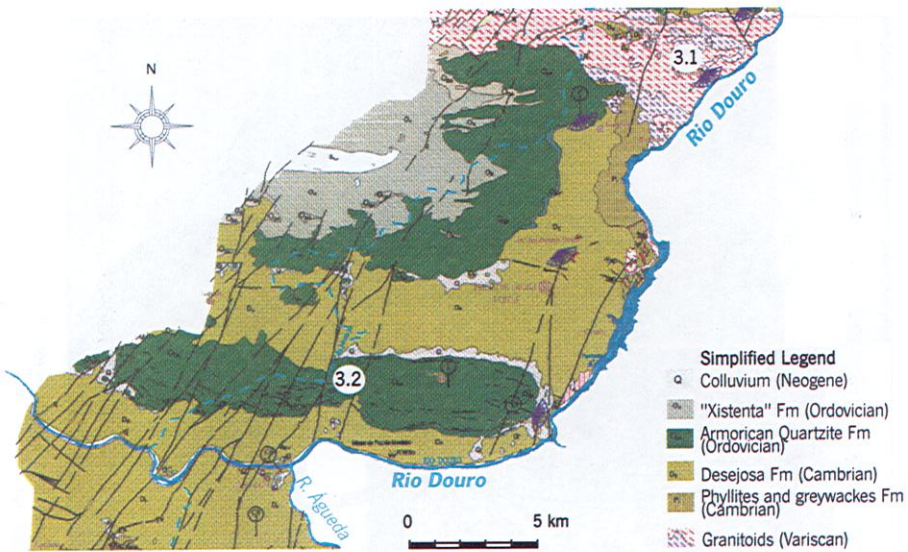 N
3.1
Rio Douro
3.2
Rio Douro
R. Águeda
0 5 km
Simplified Legend
Colluvium (Neogene)
"Xistenta" Fm (Ordovician)
Armorican Quartzite Fm
(Ordovician)
Desejosa Fm (Cambrian)
Phyllites and greywackes Fm
(Cambrian)
Granitoids (Variscan)